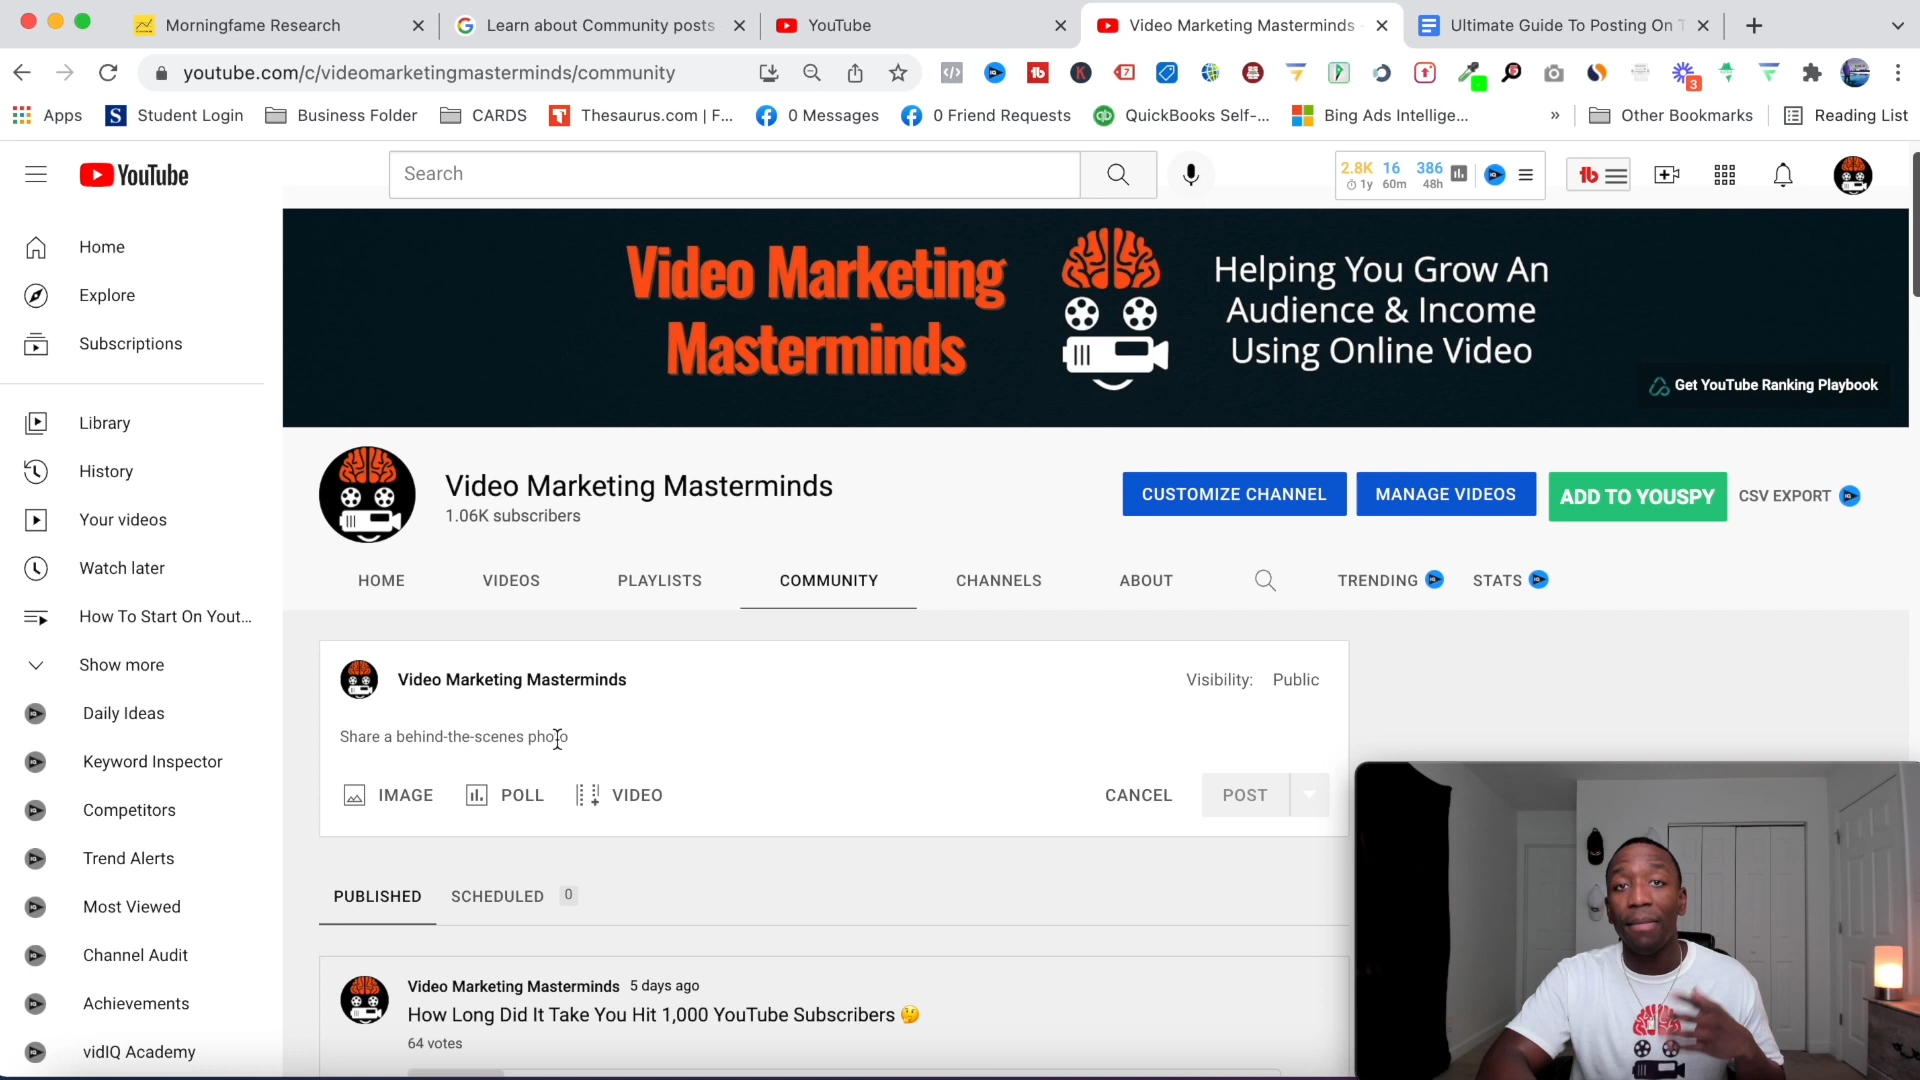 Morningfame Research
Learn about Community posts
YouTube
Video Marketing Masterminds
Ultimate Guide To Posting On T
youtube.com/c/videomarketingmasterminds/community
7
3
Apps
Student Login
Business Folder
CARDS
Thesaurus.com | F...
0 Messages
0 Friend Requests
QuickBooks Self-...
Bing Ads Intellige...
»
Other Bookmarks
Reading List
YouTube
Search
2.8K 16 386
1y 60m 48h
Home
Explore
Subscriptions
Library
History
Your videos
Watch later
How To Start On Yout...
Show more
Daily Ideas
Keyword Inspector
Competitors
Trend Alerts
Most Viewed
Channel Audit
Achievements
vidIQ Academy
Video Marketing
Masterminds
Helping You Grow An
Audience & Income
Using Online Video
Get YouTube Ranking Playbook
Video Marketing Masterminds
1.06K subscribers
CUSTOMIZE CHANNEL
MANAGE VIDEOS
ADD TO YOUSPY
CSV EXPORT
HOME
VIDEOS
PLAYLISTS
COMMUNITY
CHANNELS
ABOUT
TRENDING
STATS
Video Marketing Masterminds
Visibility: Public
Share a behind-the-scenes photo
IMAGE
POLL
VIDEO
CANCEL
POST
PUBLISHED
SCHEDULED 0
Video Marketing Masterminds 5 days ago
How Long Did It Take You Hit 1,000 YouTube Subscribers 🤔
64 votes